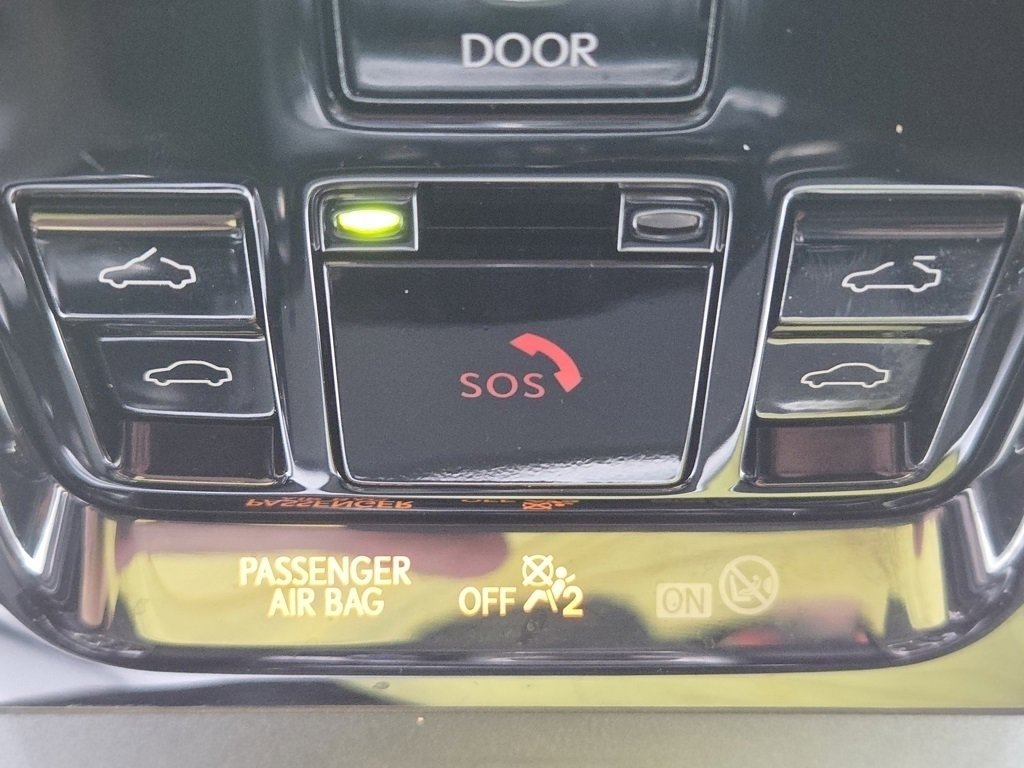 DOOR
SOS
PASSENGER
AIR BAG
OFF 2
ON